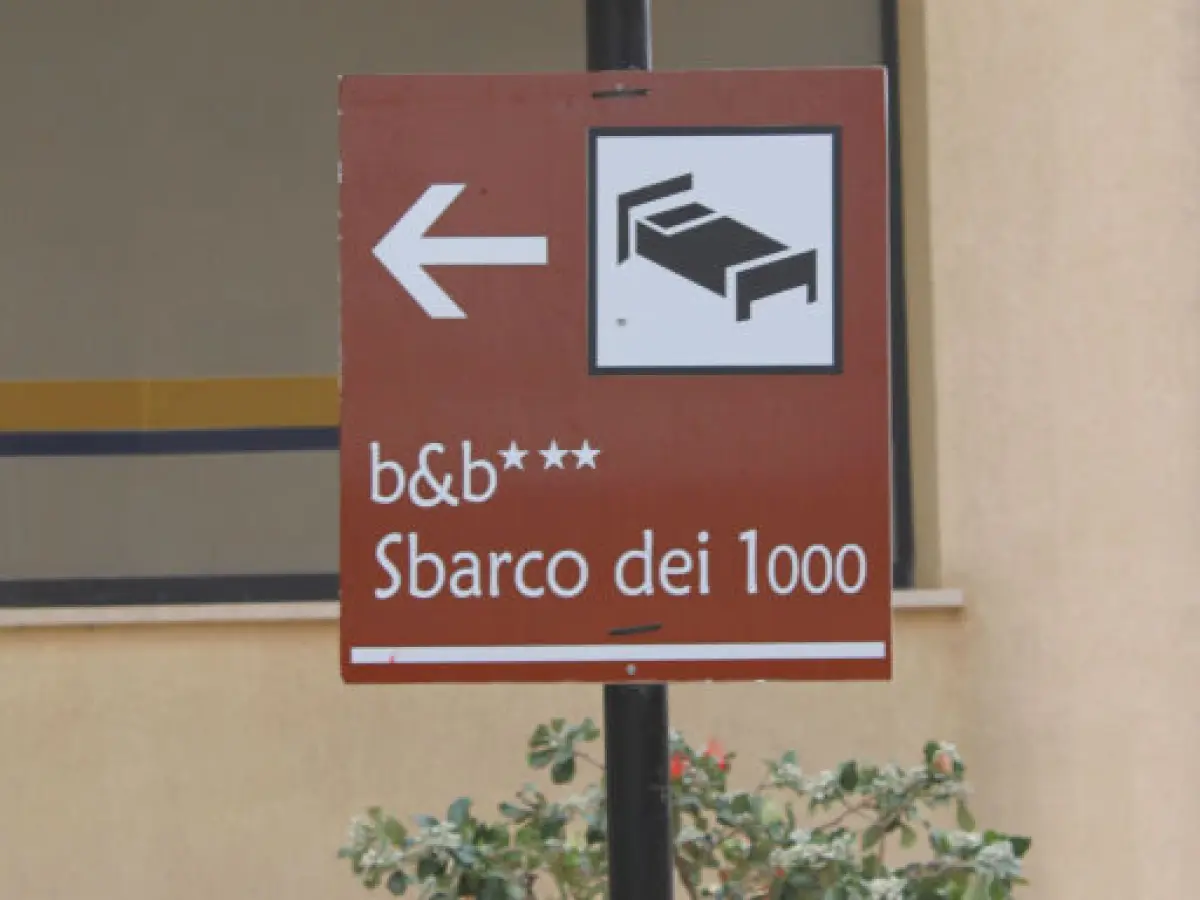 b&b★★★
Sbarco dei 1000